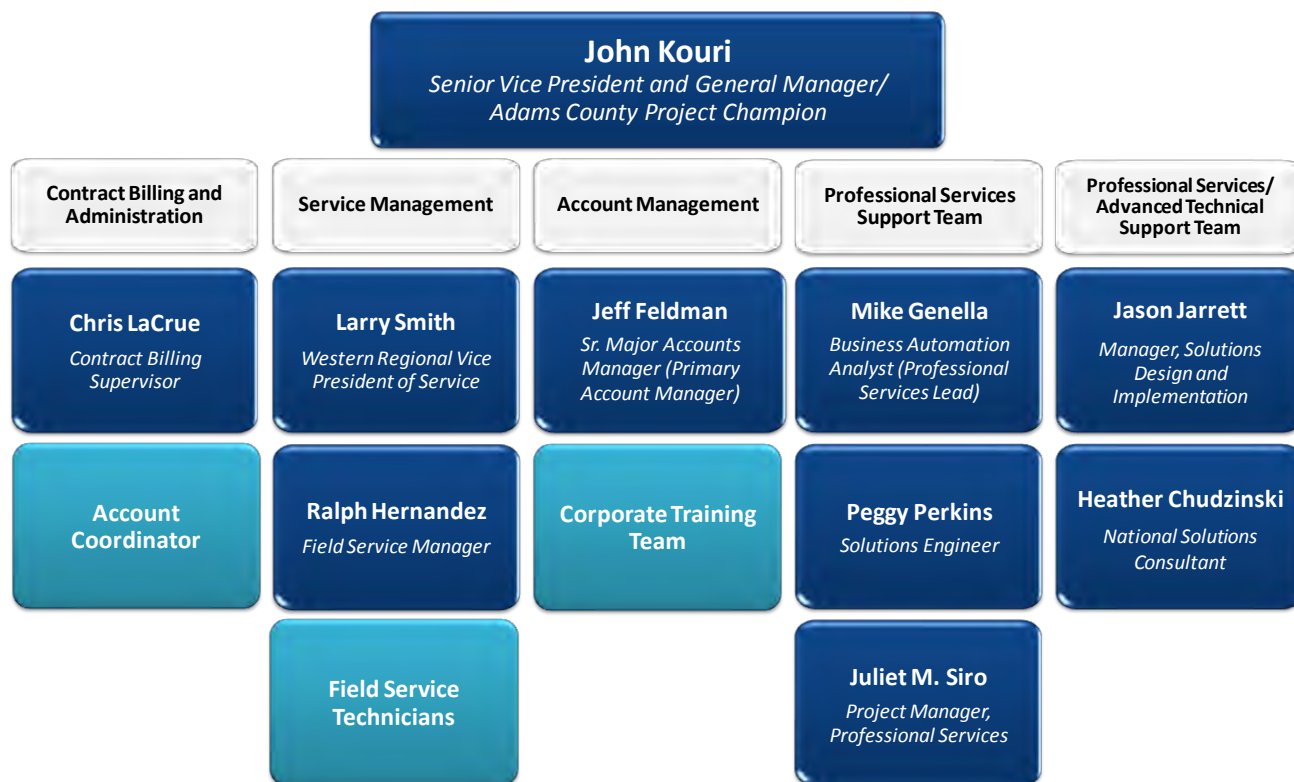 John Kouri
Senior Vice President and General Manager/
Adams County Project Champion
Contract Billing and
Administration
Service Management
Account Management
Professional Services
Support Team
Professional Services/
Advanced Technical
Support Team
Chris LaCrue
Contract Billing
Supervisor
Larry Smith
Western Regional Vice
President of Service
Jeff Feldman
Sr. Major Accounts
Manager (Primary
Account Manager)
Mike Genella
Business Automation
Analyst (Professional
Services Lead)
Jason Jarrett
Manager, Solutions
Design and
Implementation
Account
Coordinator
Ralph Hernandez
Field Service Manager
Corporate Training
Team
Peggy Perkins
Solutions Engineer
Heather Chudzinski
National Solutions
Consultant
Field Service
Technicians
Juliet M. Siro
Project Manager,
Professional Services